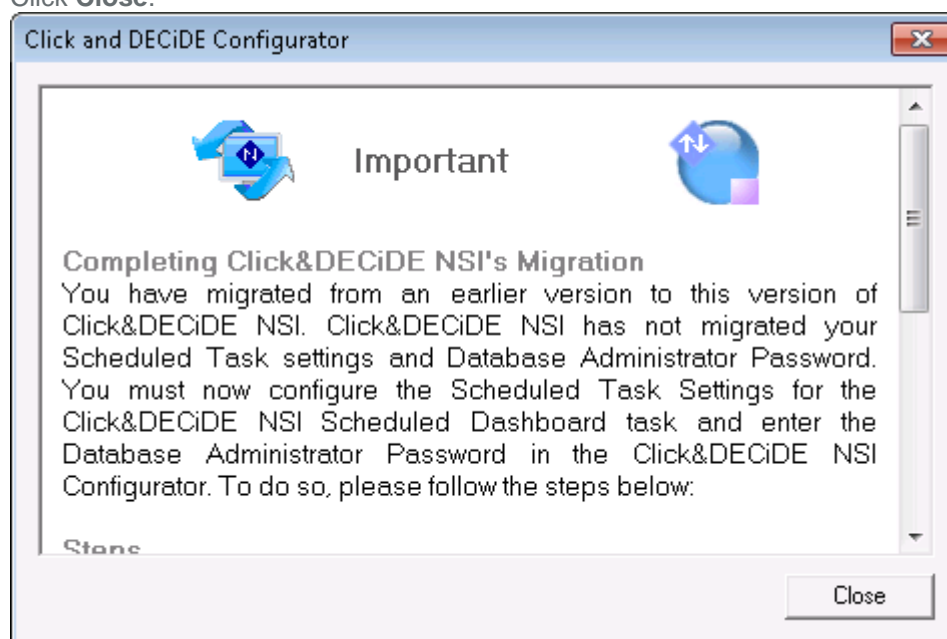 Click Close.
Click and DECiDE Configurator
Important
Completing Click&DECiDE NSI's Migration
You have migrated from an earlier version to this version of
Click&DECiDE NSI. Click&DECiDE NSI has not migrated your
Scheduled Task settings and Database Administrator Password.
You must now configure the Scheduled Task Settings for the
Click&DECiDE NSI Scheduled Dashboard task and enter the
Database Administrator Password in the Click&DECiDE NSI
Configurator. To do so, please follow the steps below:
Steps
Close